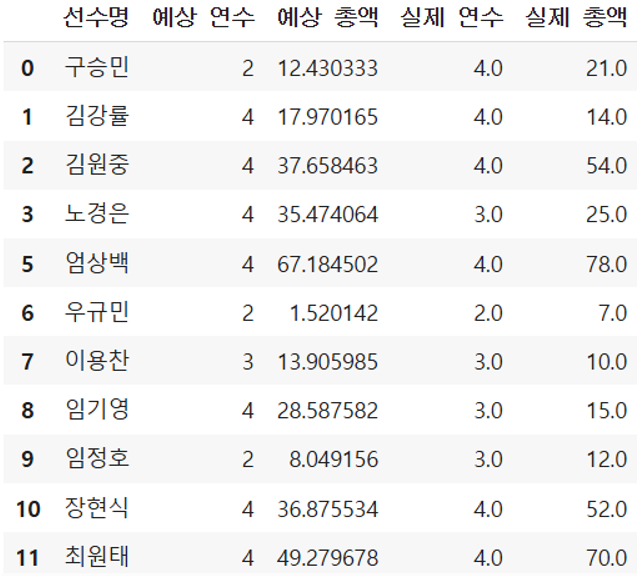 선수명 예상 연수 예상 총액 실제 연수 실제 총액
0 구승민 2 12.430333 4.0 21.0
1 김강률 4 17.970165 4.0 14.0
2 김원중 4 37.658463 4.0 54.0
3 노경은 4 35.474064 3.0 25.0
5 엄상백 4 67.184502 4.0 78.0
6 우규민 2 1.520142 2.0 7.0
7 이용찬 3 13.905985 3.0 10.0
8 임기영 4 28.587582 3.0 15.0
9 임정호 2 8.049156 3.0 12.0
10 장현식 4 36.875534 4.0 52.0
11 최원태 4 49.279678 4.0 70.0